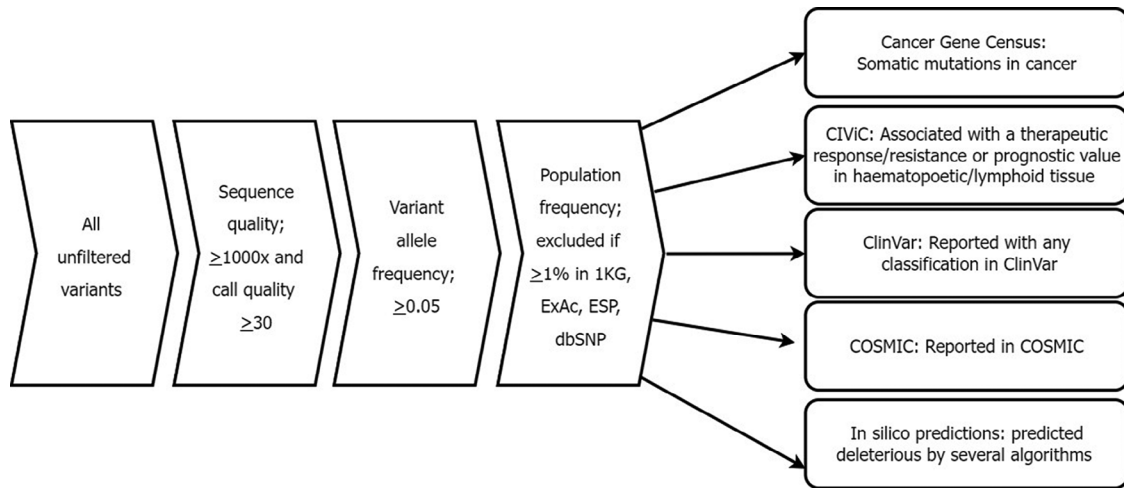 All
unfiltered
variants
Sequence
quality;
≥1000x and
call quality
≥30
Variant
allele
frequency;
≥0.05
Population
frequency;
excluded if
≥1% in 1KG,
ExAc, ESP,
dbSNP
Cancer Gene Census:
Somatic mutations in cancer
CIViC: Associated with a therapeutic
response/resistance or prognostic value
in haematopoetic/lymphoid tissue
ClinVar: Reported with any
classification in ClinVar
COSMIC: Reported in COSMIC
In silico predictions: predicted
deleterious by several algorithms